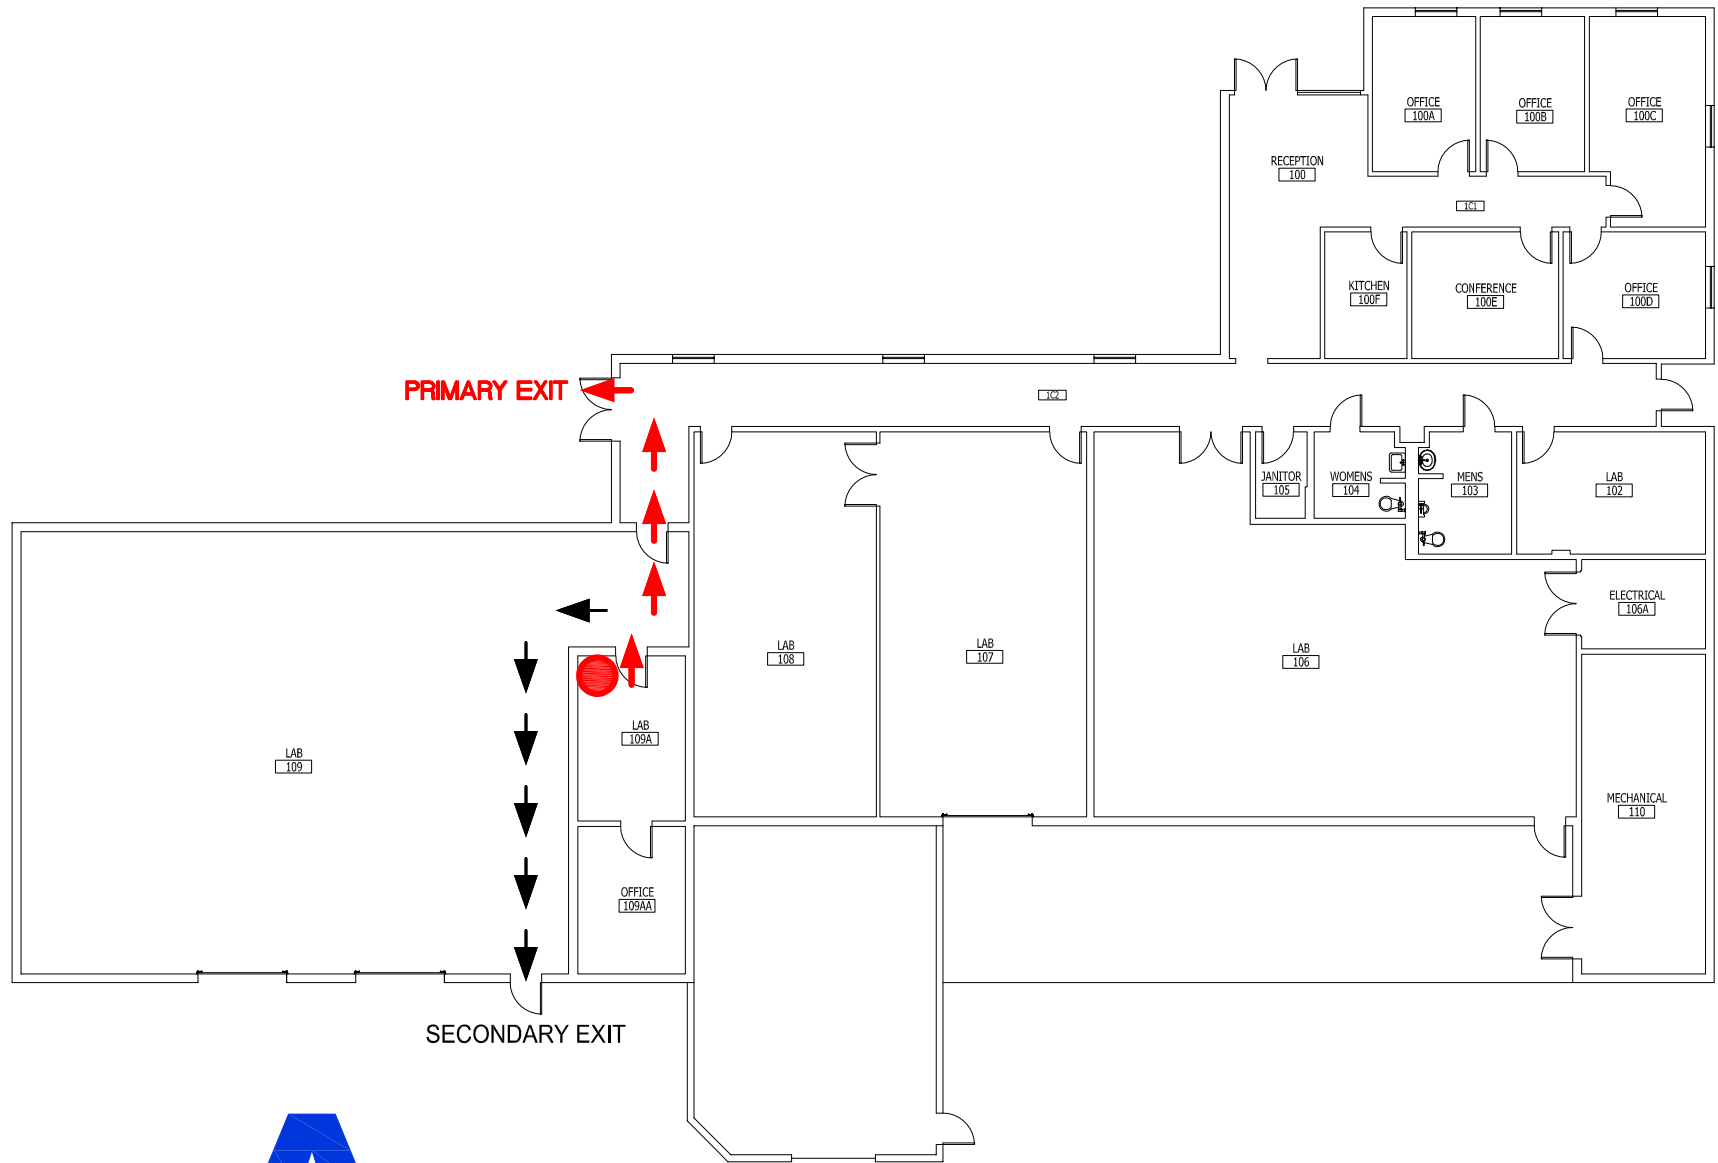 OFFICE
100A
OFFICE
100B
OFFICE
100C
RECEPTION
100
1C1
KITCHEN
100F
CONFERENCE
100E
OFFICE
100D
PRIMARY EXIT
1C2
JANITOR
105
WOMENS
104
MENS
103
LAB
102
ELECTRICAL
106A
LAB
108
LAB
107
LAB
106
LAB
109A
LAB
109
MECHANICAL
110
OFFICE
109AA
SECONDARY EXIT